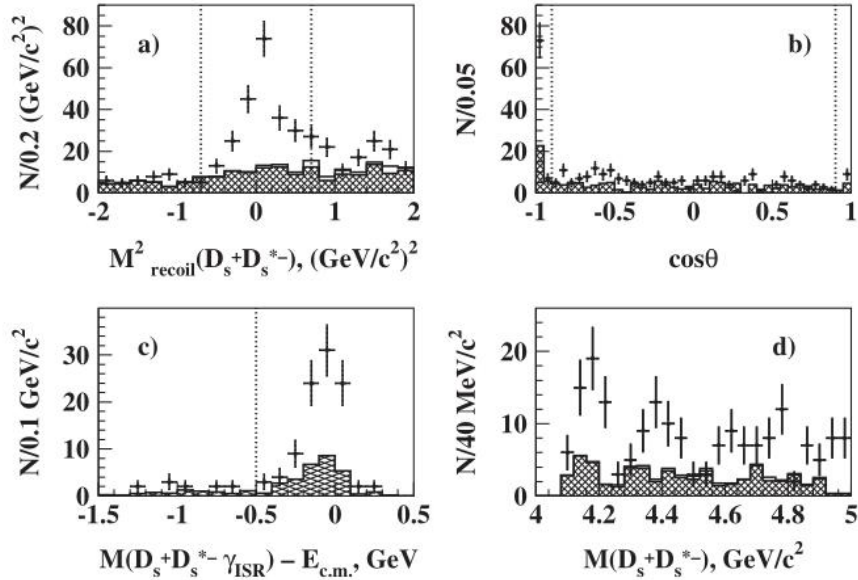 N/0.2 (GeV/c²)²
80
60
40
20
0
a)
-2 -1 0 1 2
M² recoil(Dₛ+Dₛ*-), (GeV/c²)²
N/0.05
80
60
40
20
0
b)
-1 -0.5 0 0.5 1
cosθ
N/0.1 GeV/c²
30
20
10
0
c)
-1.5 -1 -0.5 0 0.5
M(Dₛ+Dₛ*- γISR) – Ec.m., GeV
N/40 MeV/c²
20
10
0
d)
4 4.2 4.4 4.6 4.8 5
M(Dₛ+Dₛ*-), GeV/c²